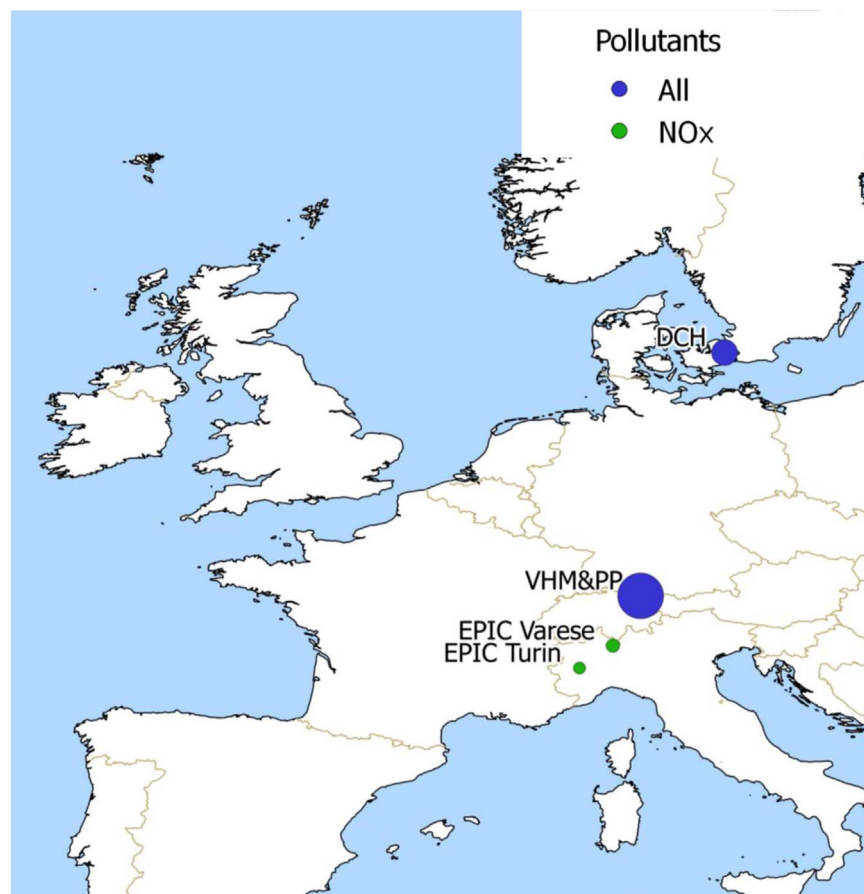 Pollutants
All
NOx
DCH
VHM&PP
EPIC Varese
EPIC Turin